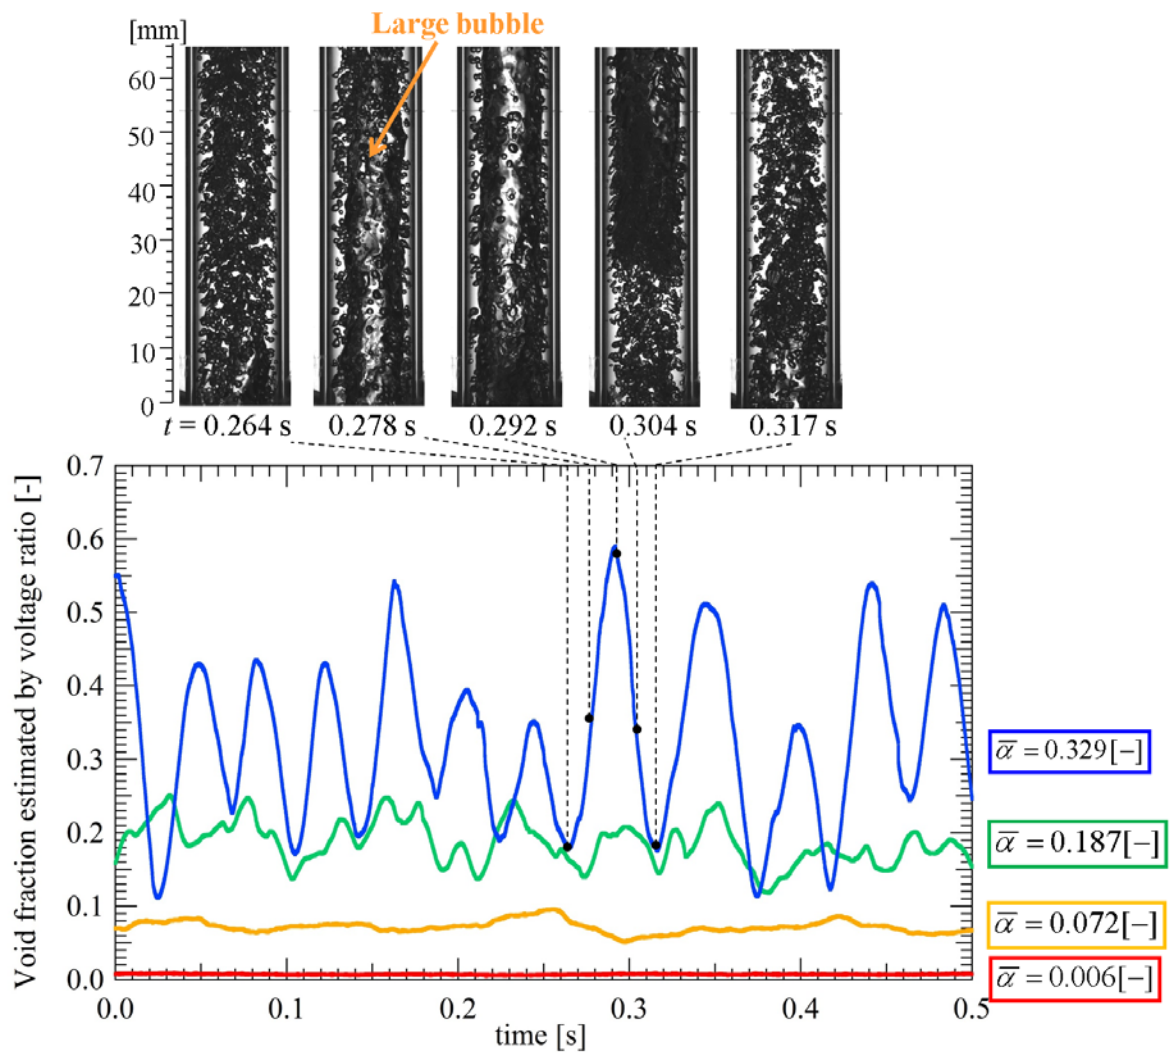 Large bubble
[mm]
60
50
40
30
20
10
0
t = 0.264 s 0.278 s 0.292 s 0.304 s 0.317 s
0.7
0.6
0.5
0.4
0.3
0.2
0.1
0.0
Void fraction estimated by voltage ratio [-]
0.0 0.1 0.2 0.3 0.4 0.5
time [s]
α̅ = 0.329[−]
α̅ = 0.187[−]
α̅ = 0.072[−]
α̅ = 0.006[−]